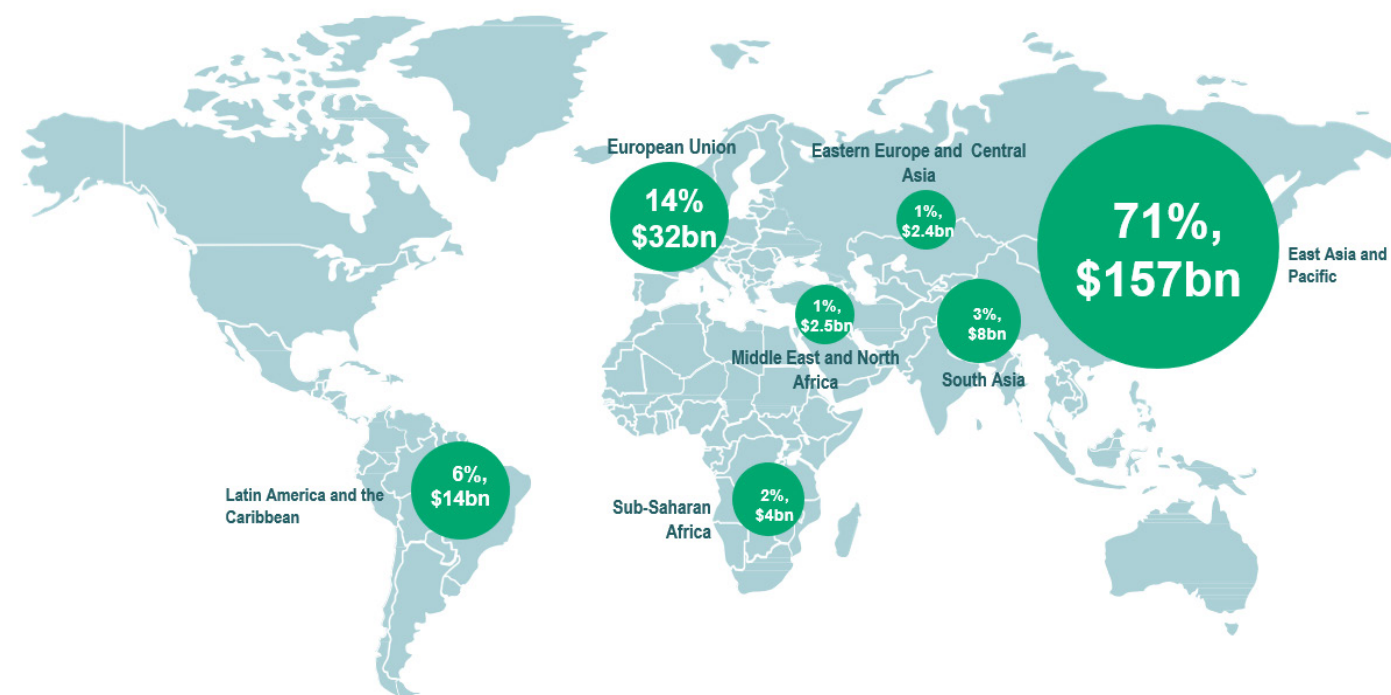 European Union
14%
$32bn
Eastern Europe and Central
Asia
1%,
$2.4bn
71%,
$157bn
East Asia and
Pacific
1%,
$2.5bn
Middle East and North
Africa
3%,
$8bn
South Asia
6%,
$14bn
Latin America and the
Caribbean
2%,
$4bn
Sub-Saharan
Africa